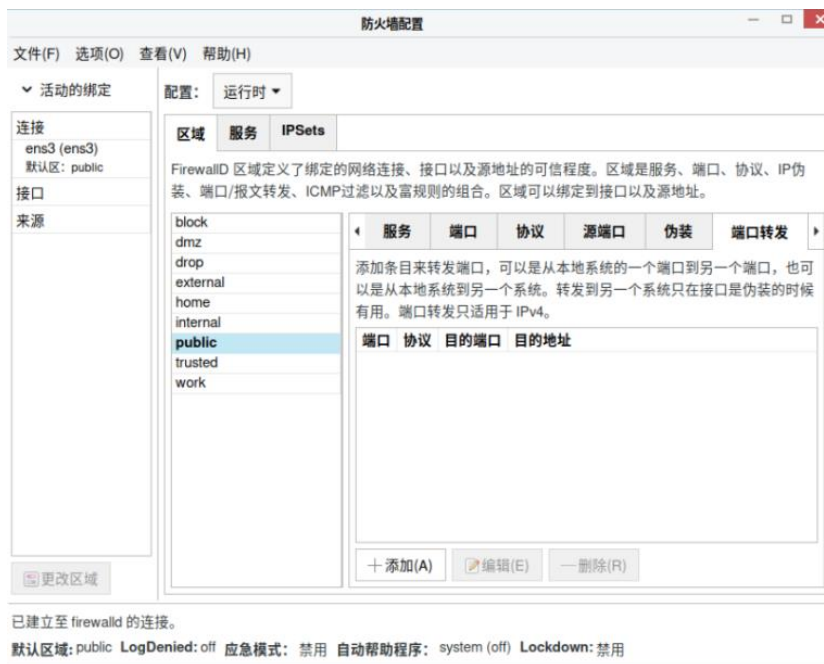 防火墙配置
文件(F) 选项(O) 查看(V) 帮助(H)
活动的绑定
配置： 运行时
连接
ens3 (ens3)
默认区: public
接口
来源
更改区域
区域 服务 IPSets
FirewallD 区域定义了绑定的网络连接、接口以及源地址的可信程度。区域是服务、端口、协议、IP伪
装、端口/报文转发、ICMP过滤以及富规则的组合。区域可以绑定到接口以及源地址。
block
dmz
drop
external
home
internal
public
trusted
work
服务 端口 协议 源端口 伪装 端口转发
添加条目来转发端口，可以是从本地系统的一个端口到另一个端口，也可
以是从本地系统到另一个系统。转发到另一个系统只在接口是伪装的时候
有用。端口转发只适用于 IPv4。
端口 协议 目的端口 目的地址
添加(A) 编辑(E) 删除(R)
已建立至 firewalld 的连接。
默认区域: public LogDenied: off 应急模式： 禁用 自动帮助程序： system (off) Lockdown: 禁用